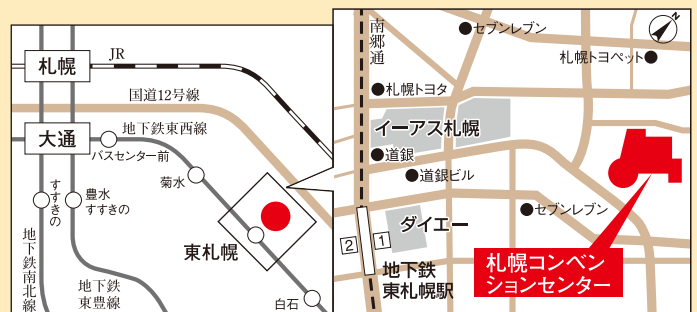 札幌
JR
国道12号線
大通
地下鉄東西線
バスセンター前
菊水
すすきの
豊水
すすきの
東札幌
地下鉄南北線
地下鉄
東豊線
白石
南郷通
セブンレブン
札幌トヨペット
N
札幌トヨタ
イーアス札幌
道銀
道銀ビル
セブンレブン
ダイエー
2
1
地下鉄
東札幌駅
札幌コンベン
ションセンター